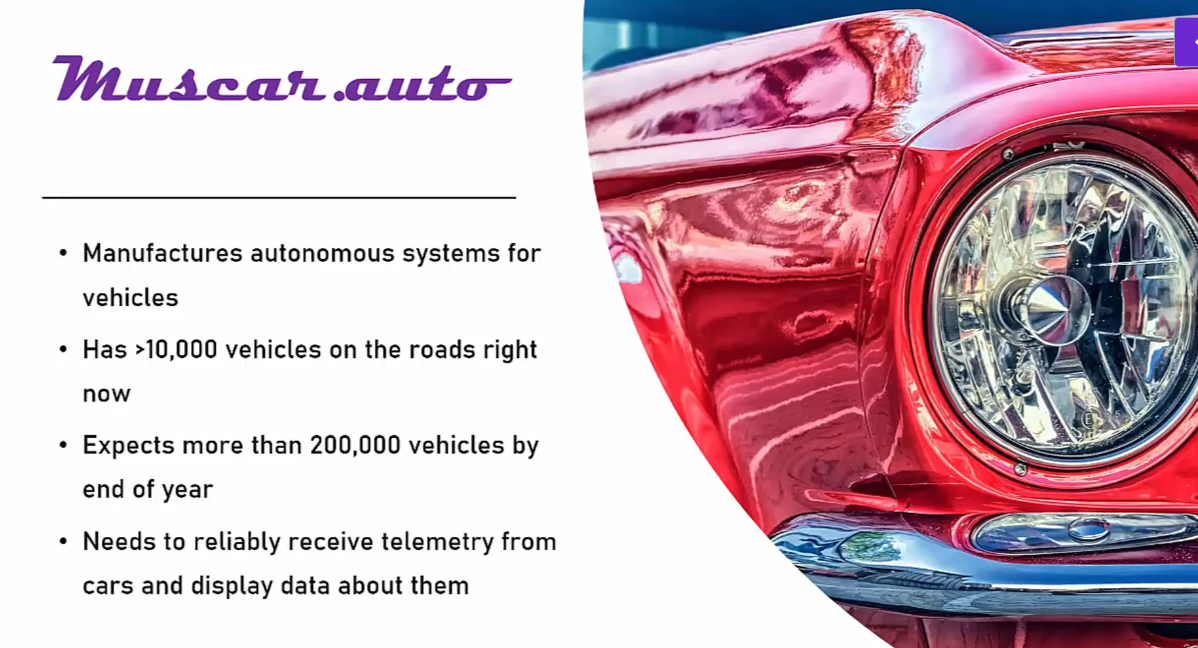 Muscar.auto
• Manufactures autonomous systems for
vehicles
• Has >10,000 vehicles on the roads right
now
• Expects more than 200,000 vehicles by
end of year
• Needs to reliably receive telemetry from
cars and display data about them